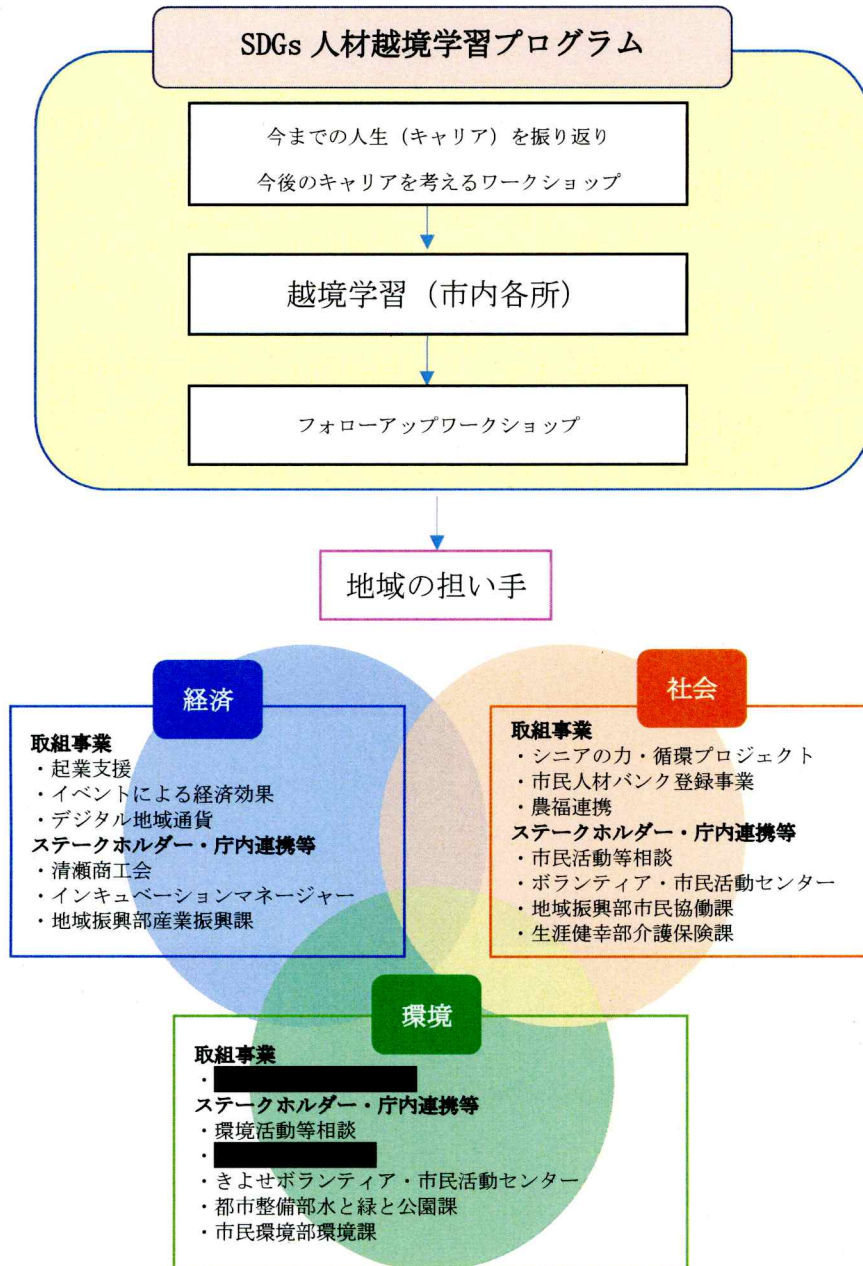 SDGs 人材越境学習プログラム
今までの人生（キャリア）を振り返り
今後のキャリアを考えるワークショップ
越境学習（市内各所）
フォローアップワークショップ
地域の担い手
経済
取組事業
・起業支援
・イベントによる経済効果
・デジタル地域通貨
ステークホルダー・庁内連携等
・清瀬商工会
・インキュベーションマネージャー
・地域振興部産業振興課
社会
取組事業
・シニアの力・循環プロジェクト
・市民人材バンク登録事業
・農福連携
ステークホルダー・庁内連携等
・市民活動等相談
・ボランティア・市民活動センター
・地域振興部市民協働課
・生涯健幸部介護保険課
環境
取組事業
・
ステークホルダー・庁内連携等
・環境活動等相談
・
・きよせボランティア・市民活動センター
・都市整備部水と緑と公園課
・市民環境部環境課